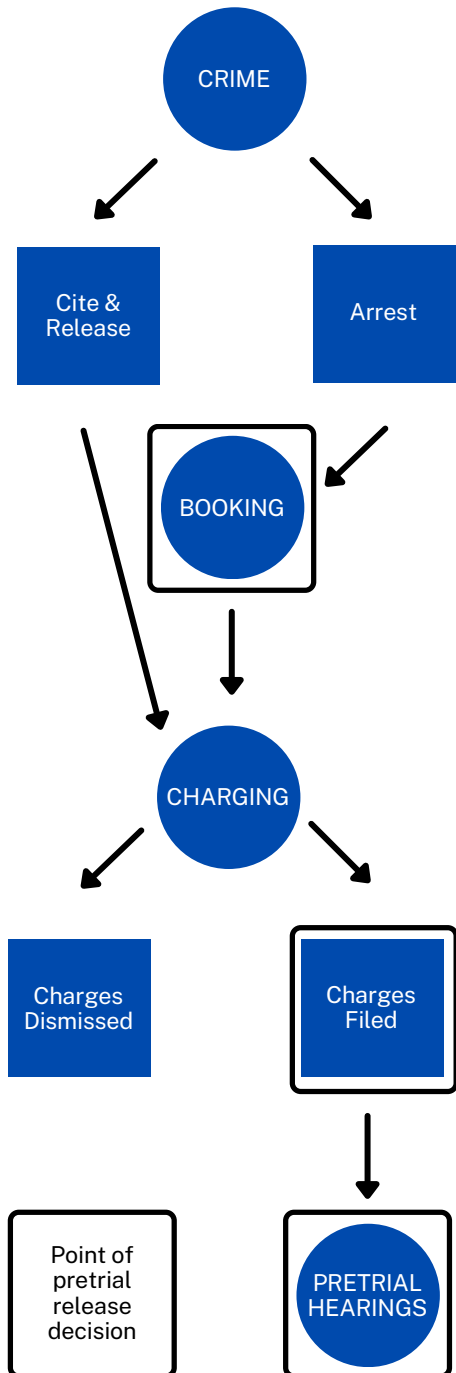 CRIME
Cite &
Release
Arrest
BOOKING
CHARGING
Charges
Dismissed
Charges
Filed
Point of
pretrial
release
decision
PRETRIAL
HEARINGS